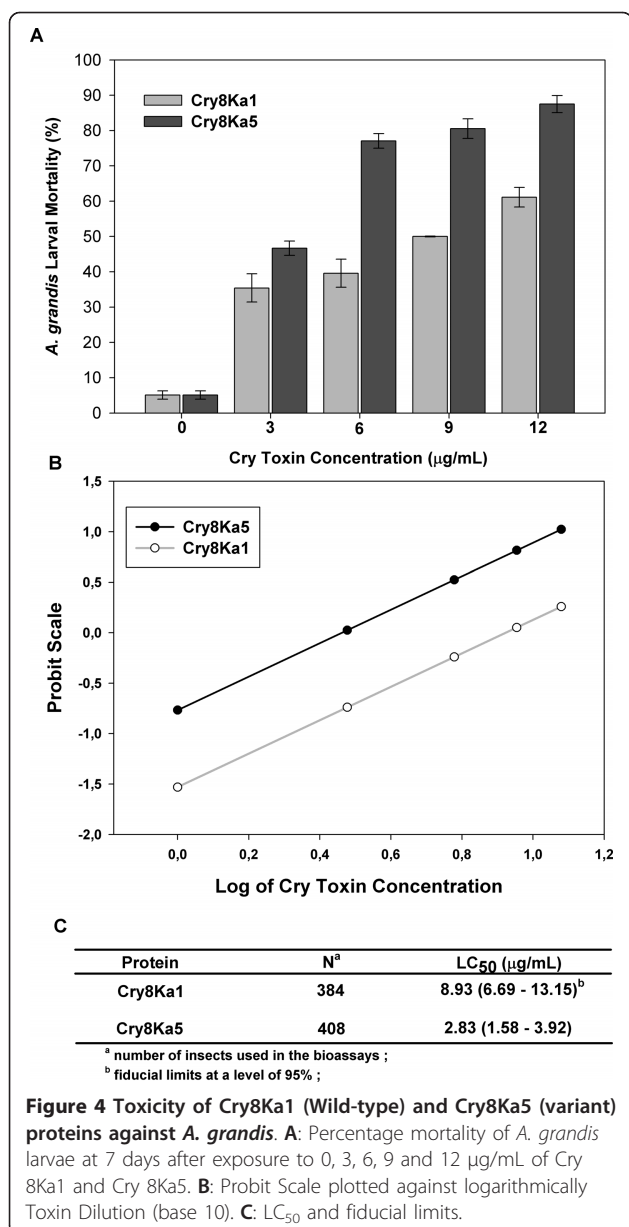 A
A. grandis Larval Mortality (%)
100
90
80
70
60
50
40
30
20
10
0
Cry8Ka1
Cry8Ka5
0 3 6 9 12
Cry Toxin Concentration (µg/mL)
B
Probit Scale
1,5
1,0
0,5
0,0
-0,5
-1,0
-1,5
-2,0
Cry8Ka5
Cry8Ka1
0,0 0,2 0,4 0,6 0,8 1,0 1,2
Log of Cry Toxin Concentration
C
Protein Nᵃ LC₅₀ (µg/mL)
Cry8Ka1 384 8.93 (6.69 - 13.15)ᵇ
Cry8Ka5 408 2.83 (1.58 - 3.92)
ᵃ number of insects used in the bioassays ;
ᵇ fiducial limits at a level of 95% ;
Figure 4 Toxicity of Cry8Ka1 (Wild-type) and Cry8Ka5 (variant)
proteins against A. grandis. A: Percentage mortality of A. grandis
larvae at 7 days after exposure to 0, 3, 6, 9 and 12 µg/mL of Cry
8Ka1 and Cry 8Ka5. B: Probit Scale plotted against logarithmically
Toxin Dilution (base 10). C: LC₅₀ and fiducial limits.